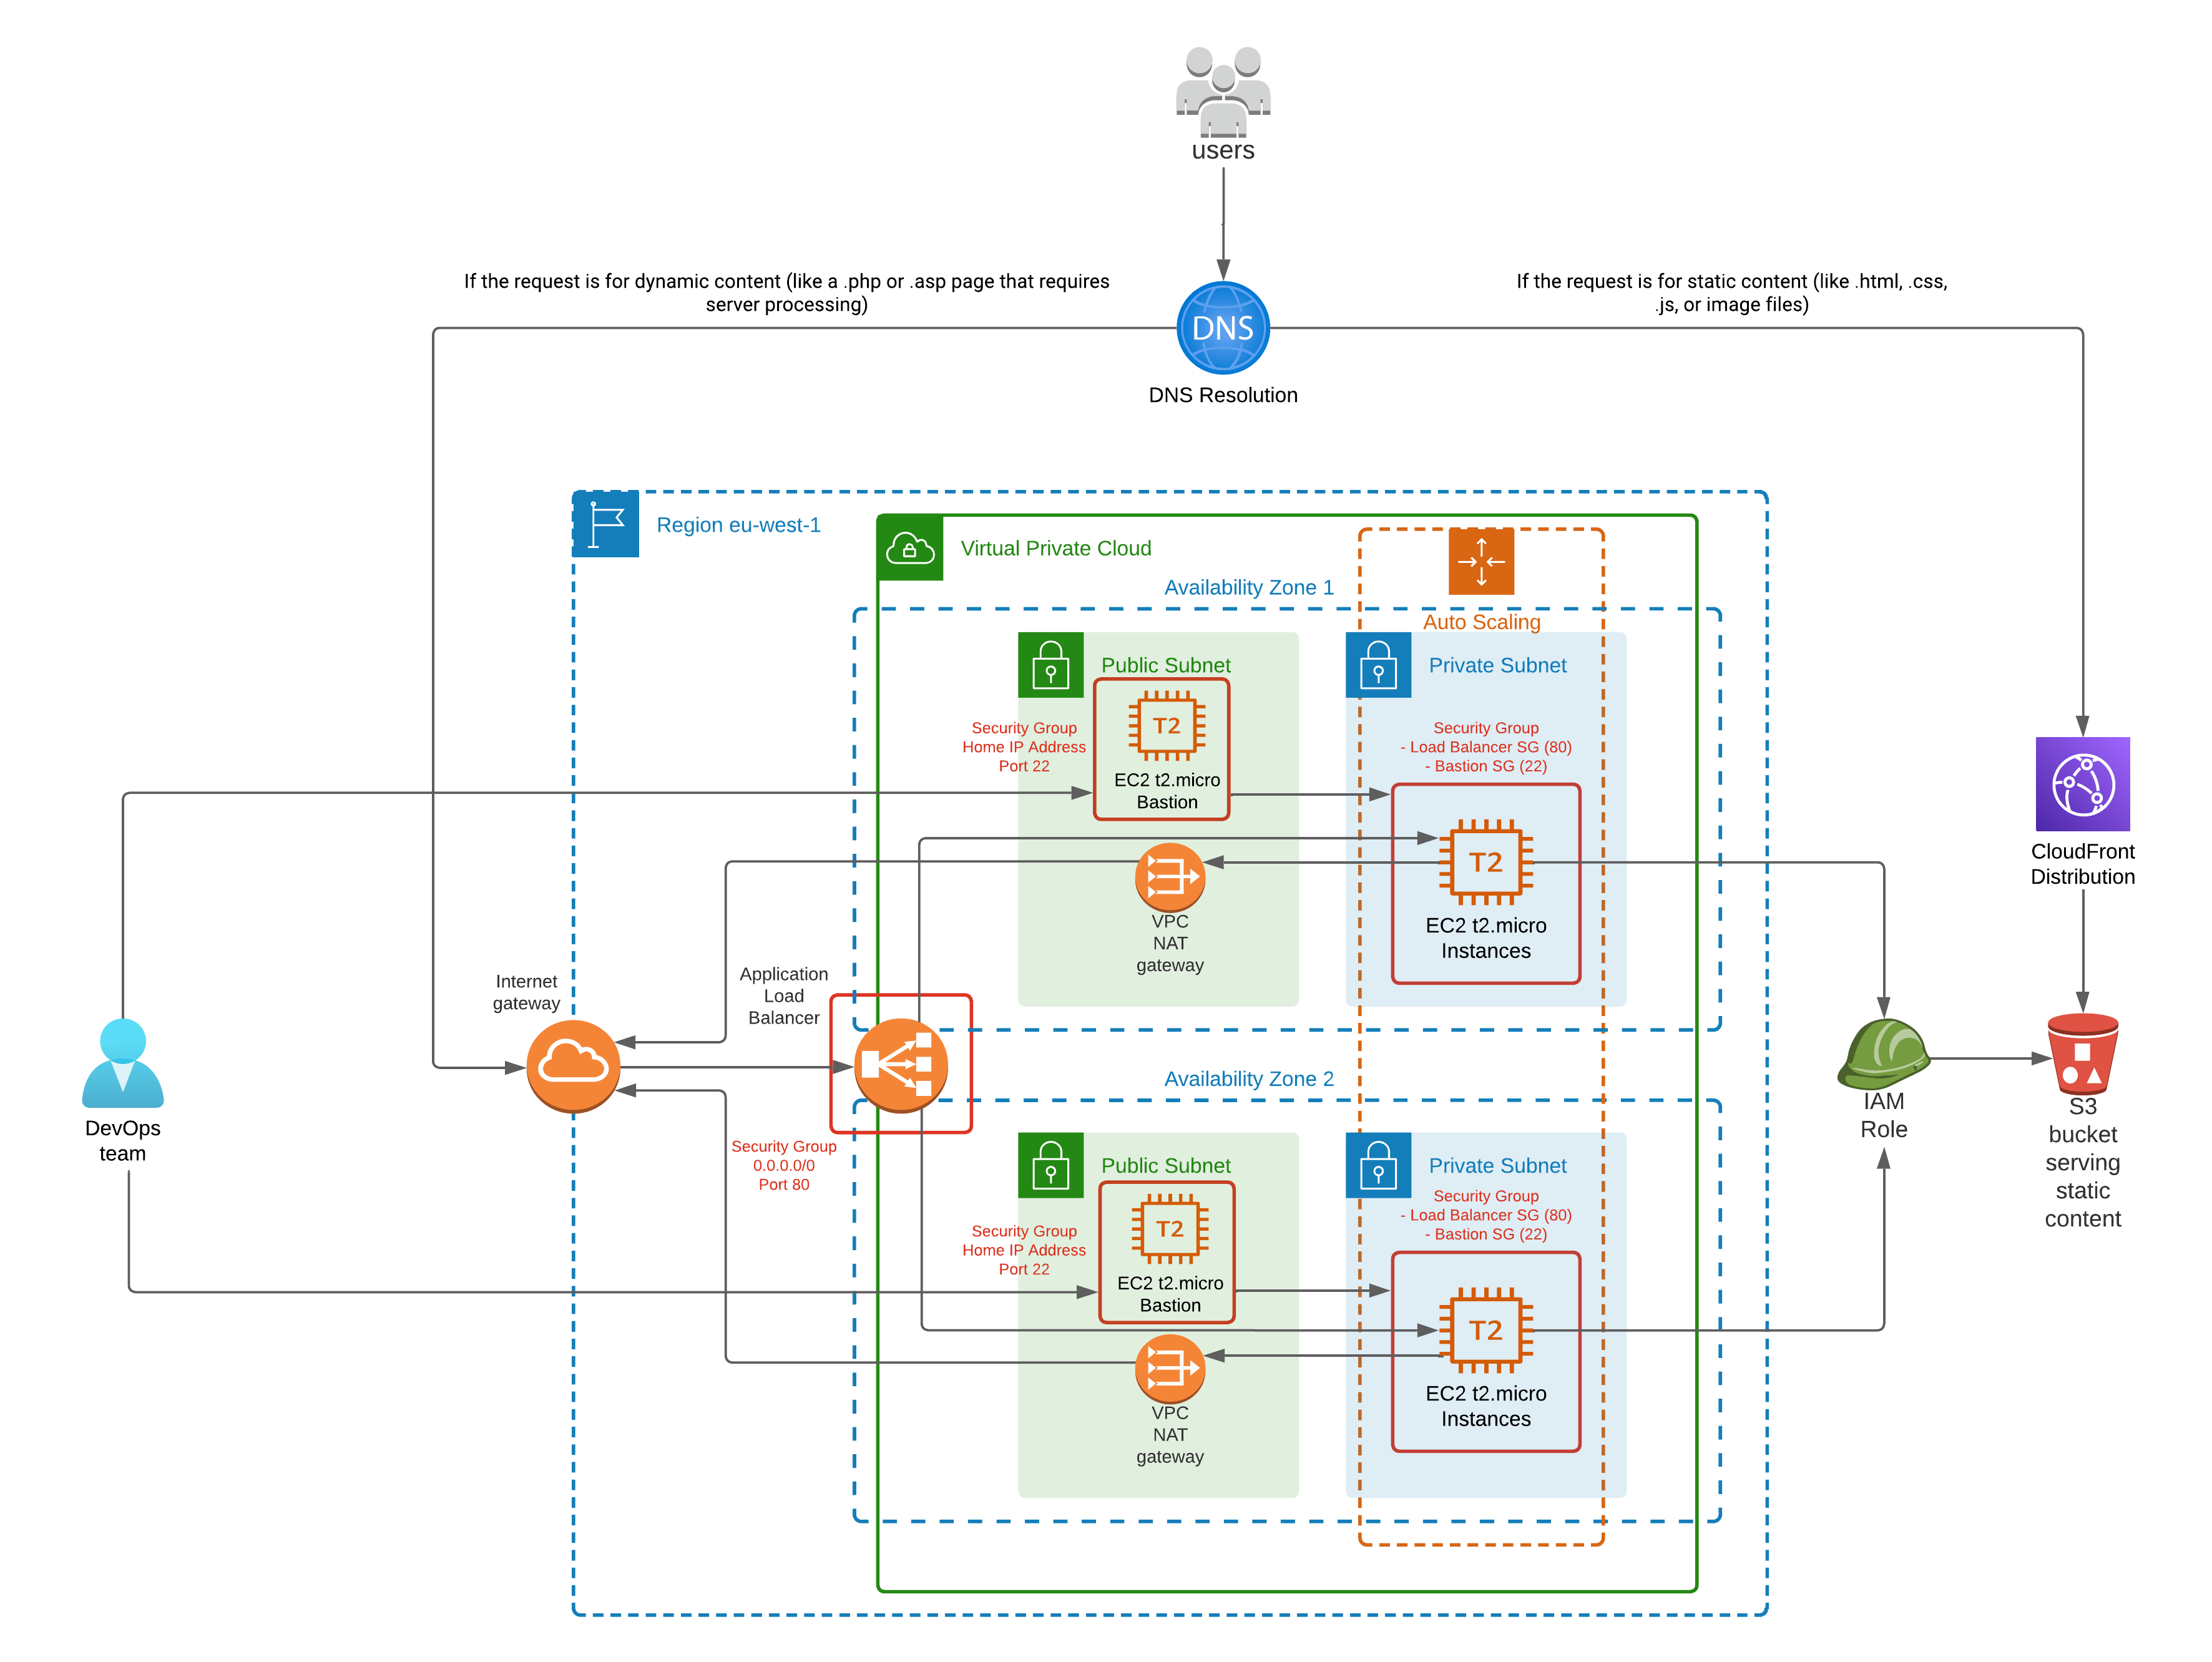 users
If the request is for dynamic content (like a .php or .asp page that requires
server processing)
If the request is for static content (like .html, .css,
.js, or image files)
DNS
DNS Resolution
Region eu-west-1
Virtual Private Cloud
Availability Zone 1
Auto Scaling
Public Subnet
Private Subnet
Security Group
Home IP Address
Port 22
T2
EC2 t2.micro
Bastion
Security Group
- Load Balancer SG (80)
- Bastion SG (22)
T2
EC2 t2.micro
Instances
VPC
NAT
gateway
CloudFront
Distribution
Internet
gateway
Application
Load
Balancer
DevOps
team
Availability Zone 2
IAM
Role
S3
bucket
serving
static
content
Security Group
0.0.0.0/0
Port 80
Public Subnet
Private Subnet
Security Group
Home IP Address
Port 22
T2
EC2 t2.micro
Bastion
Security Group
- Load Balancer SG (80)
- Bastion SG (22)
T2
EC2 t2.micro
Instances
VPC
NAT
gateway